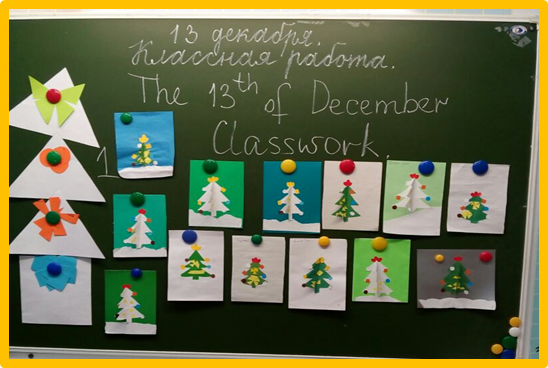 13 декабря.
Классная работа.
The 13th of December
Classwork.
1